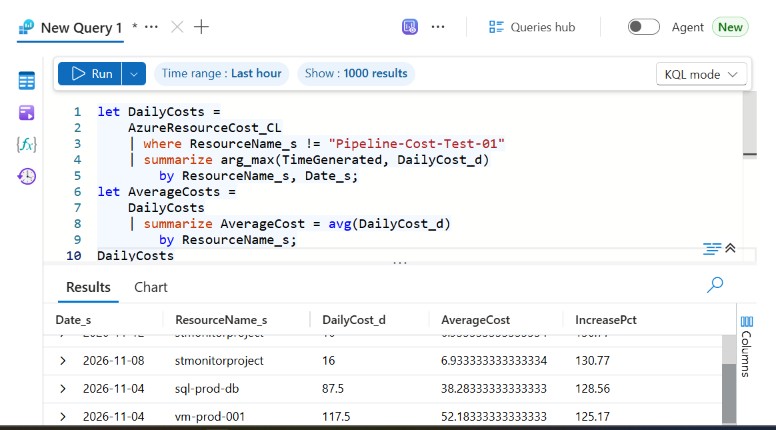 New Query 1 * ··· Queries hub Agent New
Run Time range : Last hour Show : 1000 results KQL mode
1 let DailyCosts =
2 AzureResourceCost_CL
3 | where ResourceName_s != "Pipeline-Cost-Test-01"
4 | summarize arg_max(TimeGenerated, DailyCost_d)
5 by ResourceName_s, Date_s;
6 let AverageCosts =
7 DailyCosts
8 | summarize AverageCost = avg(DailyCost_d)
9 by ResourceName_s;
10 DailyCosts
Results Chart
Date_s ResourceName_s DailyCost_d AverageCost IncreasePct
stmonitorproject
2026-11-08 stmonitorproject 16 6.933333333333334 130.77
2026-11-04 sql-prod-db 87.5 38.28333333333333 128.56
2026-11-04 vm-prod-001 117.5 52.18333333333333 125.17
Columns